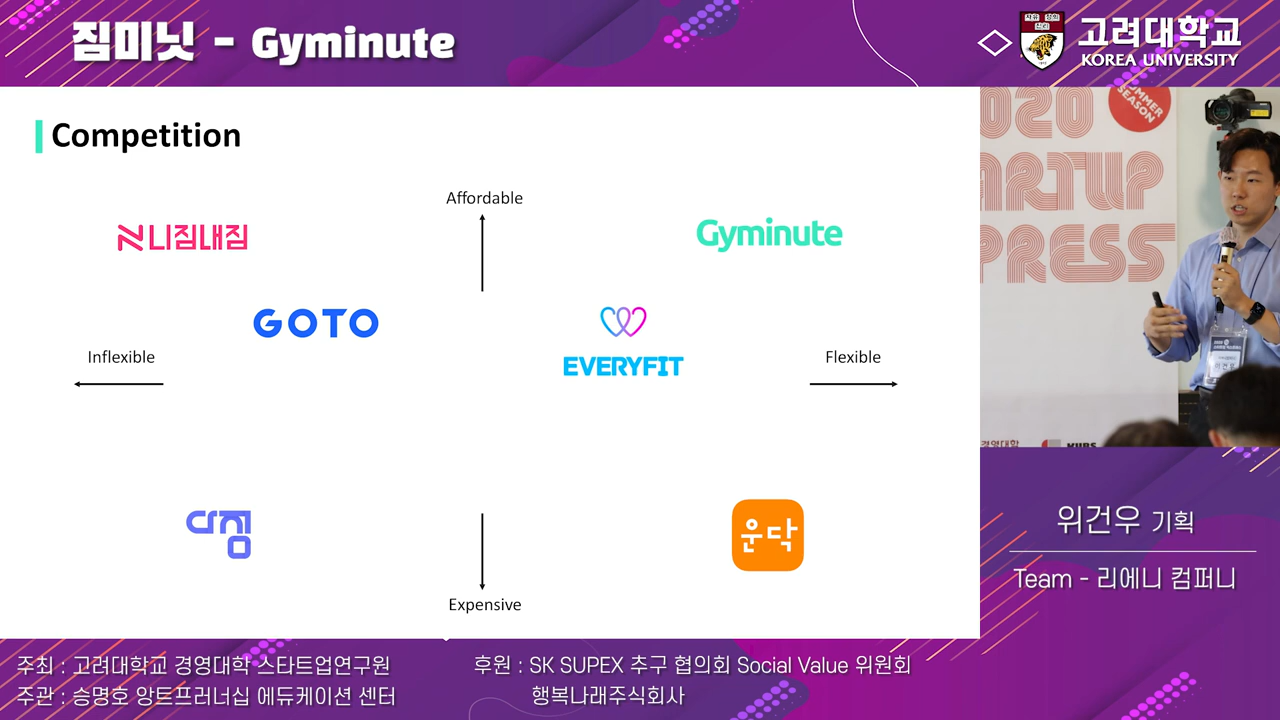 짐미닛 - Gyminute
고려대학교
KOREA UNIVERSITY
Competition
Affordable
니짐내짐
Gyminute
GOTO
EVERYFIT
Inflexible
Flexible
다짐
운닥
Expensive
2020
SUMMER
SEASON
STARTUP
EXPRESS
위건우 기획
Team - 리에니 컴퍼니
주최 : 고려대학교 경영대학 스타트업연구원
주관 : 승명호 앙트프러너십 에듀케이션 센터
후원 : SK SUPEX 추구 협의회 Social Value 위원회
행복나래주식회사